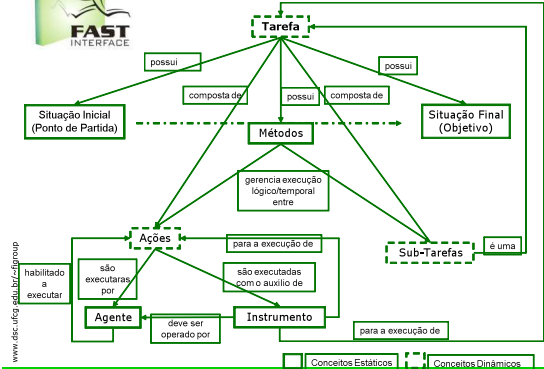 FAST
INTERFACE
Tarefa
possui
possui
composta de
possui
composta de
Situação Inicial
(Ponto de Partida)
Situação Final
(Objetivo)
Métodos
gerencia execução
lógico/temporal
entre
Ações
para a execução de
Sub-Tarefas
é uma
habilitado
a
executar
são
executaras
por
são executadas
com o auxilio de
Agente
deve ser
operado por
Instrumento
para a execução de
www.dsc.ufcg.edu.br/~figroup
Conceitos Estáticos
Conceitos Dinâmicos